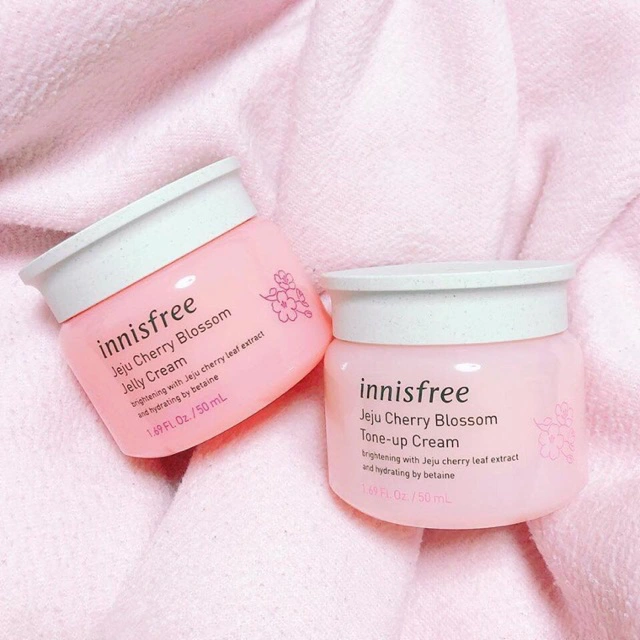 innisfree
Jeju Cherry Blossom
Jelly Cream
brightening with Jeju cherry leaf extract
and hydrating by betaine
1.69 FL.Oz. / 50 mL
innisfree
Jeju Cherry Blossom
Tone-up Cream
brightening with Jeju cherry leaf extract
and hydrating by betaine
1.69 FL.Oz. / 50 mL